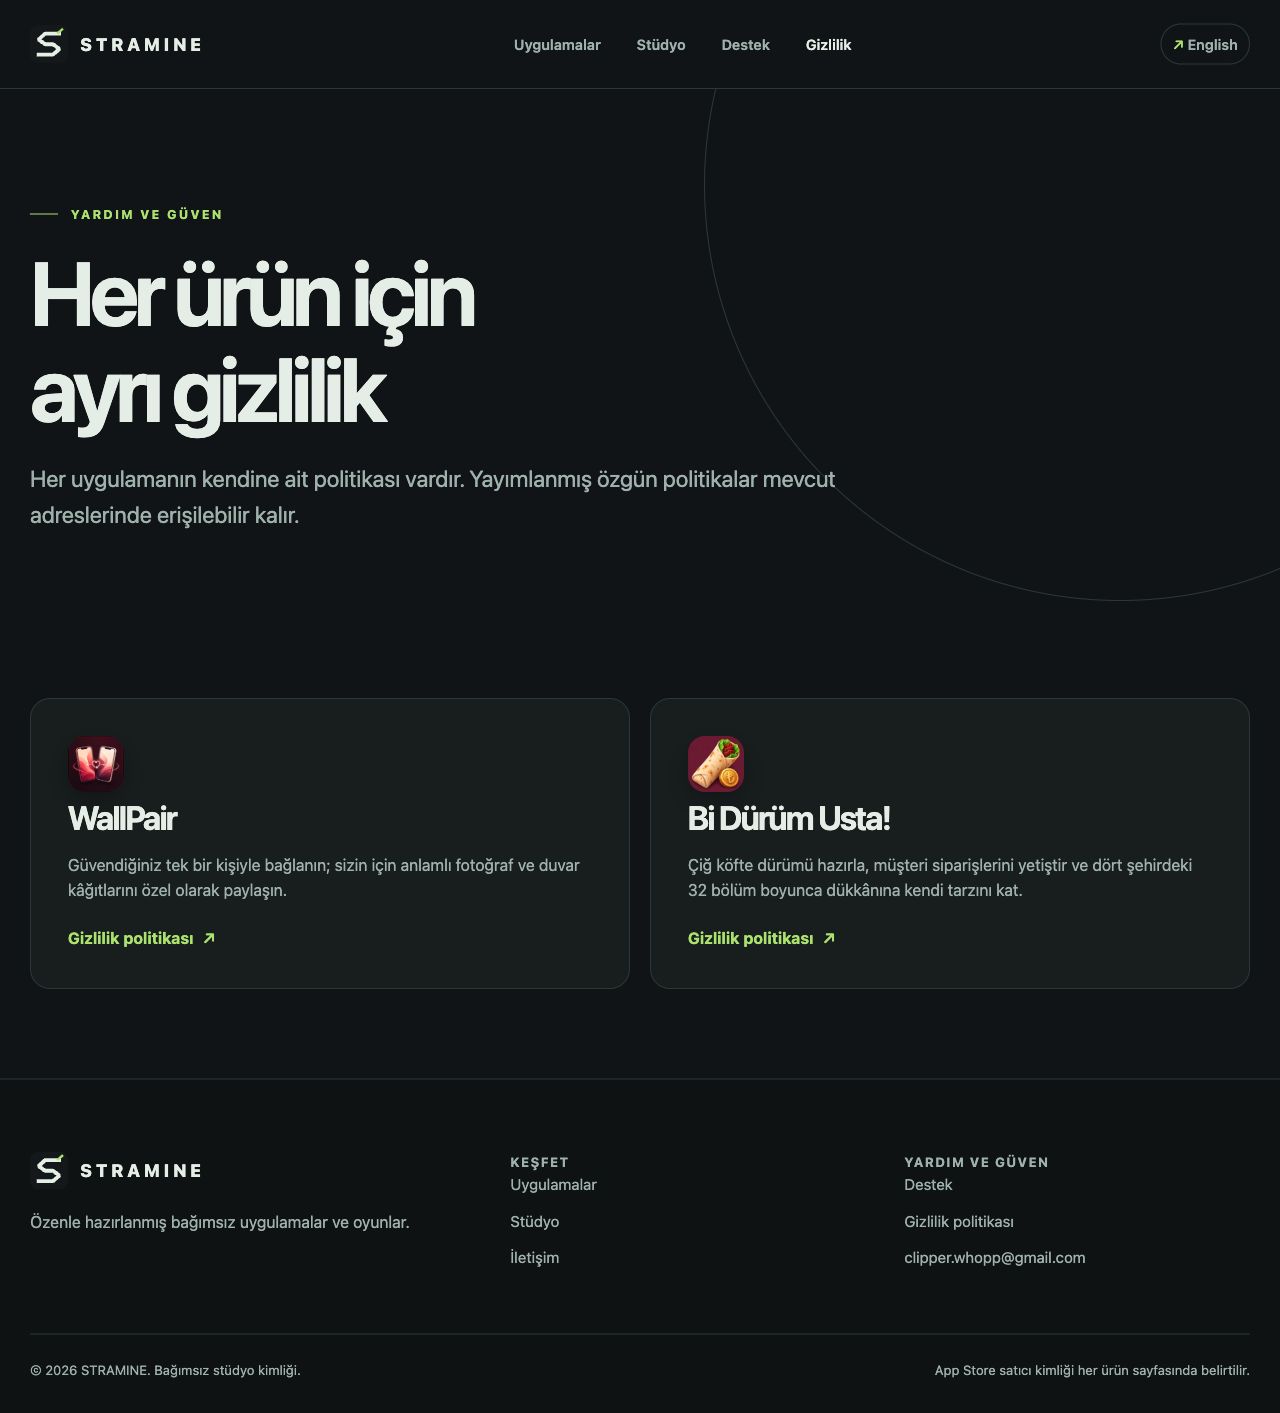 STRAMINE
Uygulamalar
Stüdyo
Destek
Gizlilik
English
YARDIM VE GÜVEN
Her ürün için
ayrı gizlilik
Her uygulamanın kendine ait politikası vardır. Yayımlanmış özgün politikalar mevcut
adreslerinde erişilebilir kalır.
WallPair
Güvendiğiniz tek bir kişiyle bağlanın; sizin için anlamlı fotoğraf ve duvar
kâğıtlarını özel olarak paylaşın.
Gizlilik politikası
Bi Dürüm Usta!
Çiğ köfte dürümü hazırla, müşteri siparişlerini yetiştir ve dört şehirdeki
32 bölüm boyunca dükkânına kendi tarzını kat.
Gizlilik politikası
STRAMINE
Özenle hazırlanmış bağımsız uygulamalar ve oyunlar.
KEŞFET
Uygulamalar
Stüdyo
İletişim
YARDIM VE GÜVEN
Destek
Gizlilik politikası
clipper.whopp@gmail.com
© 2026 STRAMINE. Bağımsız stüdyo kimliği.
App Store satıcı kimliği her ürün sayfasında belirtilir.